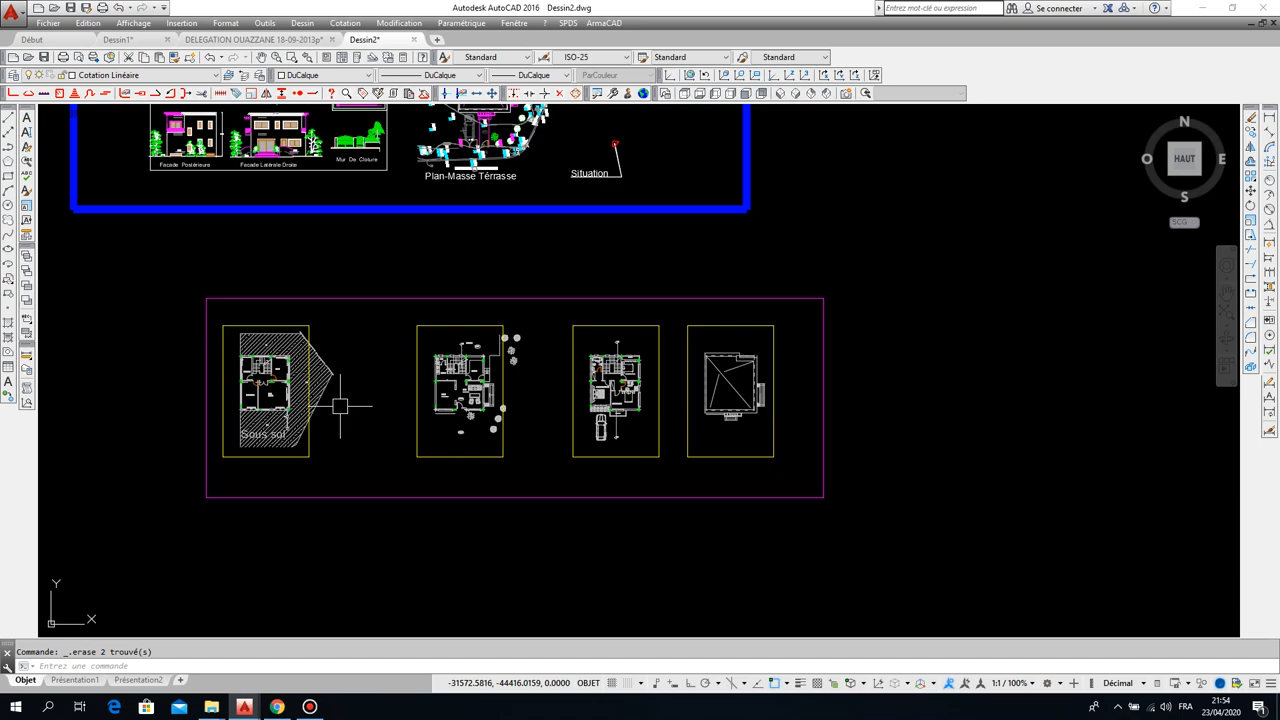 Autodesk AutoCAD 2016 Dessin2.dwg
Entrez mot-clé ou expression
Se connecter
Fichier Edition Affichage Insertion Format Outils Dessin Cotation Modification Paramétrique Fenêtre ? SPDS ArmaCAD
Début Dessin1* DELEGATION OUAZZANE 18-09-2013p* Dessin2*
Standard ISO-25 Standard Standard
Cotation Linéaire DuCalque DuCalque DuCalque ParCouleur
Facade Postérieure Facade Latérale Droite Mur De Cloture
Plan-Masse Térrasse
Situation
N
O HAUT E
S
SCG
Sous sol
Y
X
Commande: _.erase 2 trouvé(s)
Entrez une commande
Objet Présentation1 Présentation2 +
-31572.5816, -44416.0159, 0.0000 OBJET 1:1 / 100% Décimal
FRA
21:54
23/04/2020